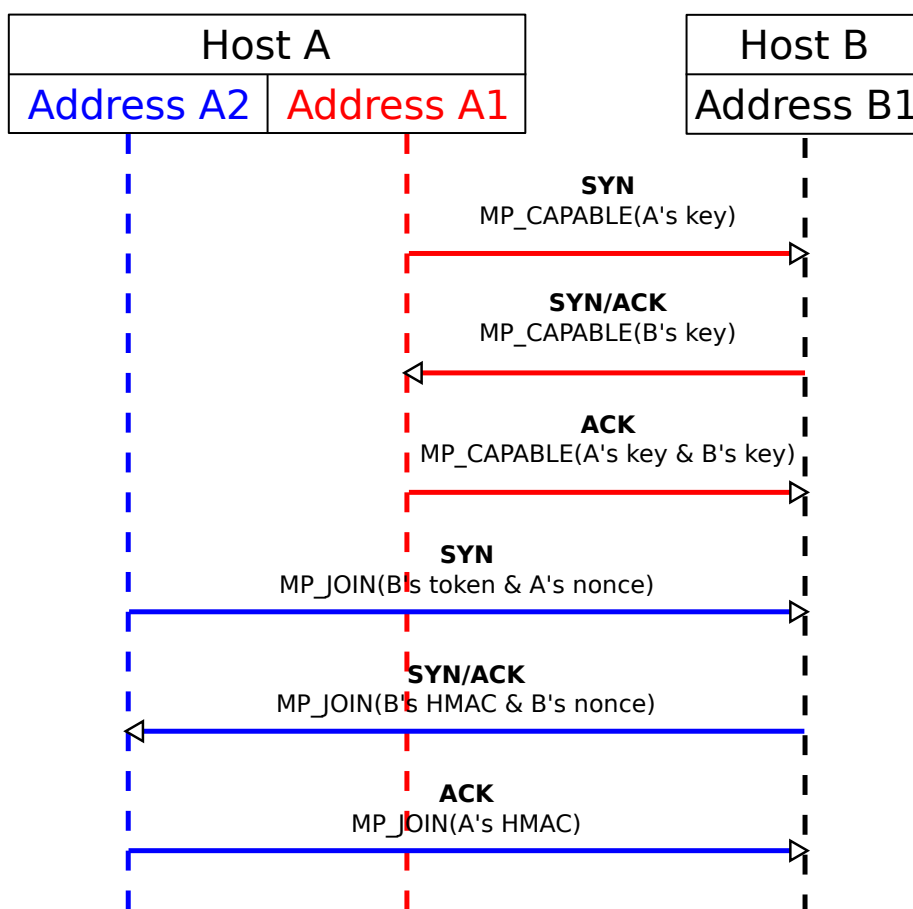 Host A
Host B
Address A2
Address A1
Address B1
SYN
MP_CAPABLE(A's key)
SYN/ACK
MP_CAPABLE(B's key)
ACK
MP_CAPABLE(A's key & B's key)
SYN
MP_JOIN(B's token & A's nonce)
SYN/ACK
MP_JOIN(B's HMAC & B's nonce)
ACK
MP_JOIN(A's HMAC)